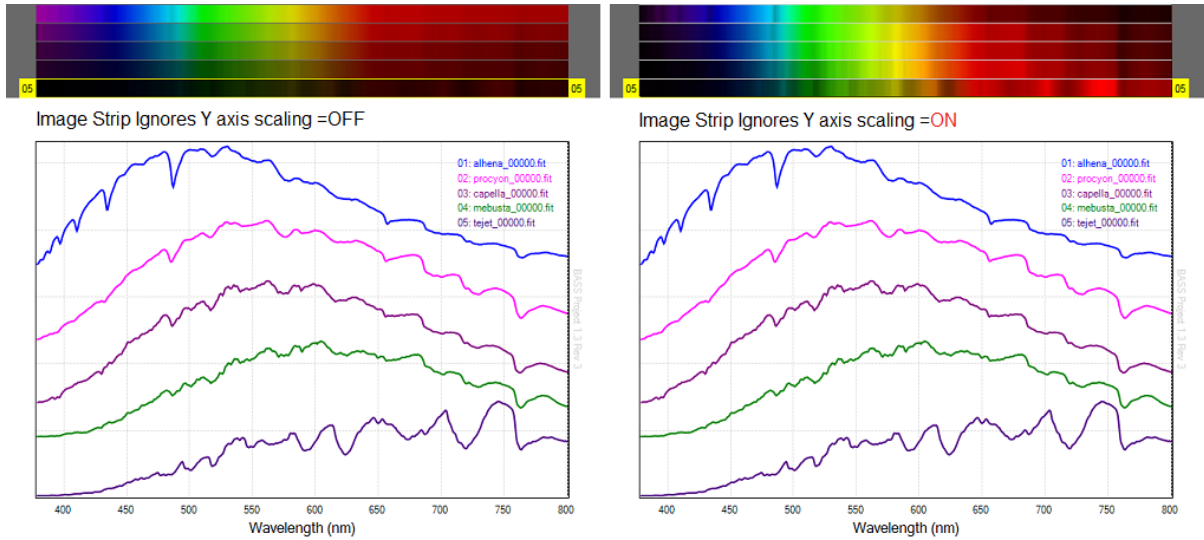 05 05
Image Strip Ignores Y axis scaling =OFF
01: alhena_00000.fit
02: procyon_00000.fit
03: capella_00000.fit
04: mebusta_00000.fit
05: tejet_00000.fit
BASS Project 1.3 Rev 3
400 450 500 550 600 650 700 750 800
Wavelength (nm)
05 05
Image Strip Ignores Y axis scaling =ON
01: alhena_00000.fit
02: procyon_00000.fit
03: capella_00000.fit
04: mebusta_00000.fit
05: tejet_00000.fit
BASS Project 1.3 Rev 3
400 450 500 550 600 650 700 750 800
Wavelength (nm)